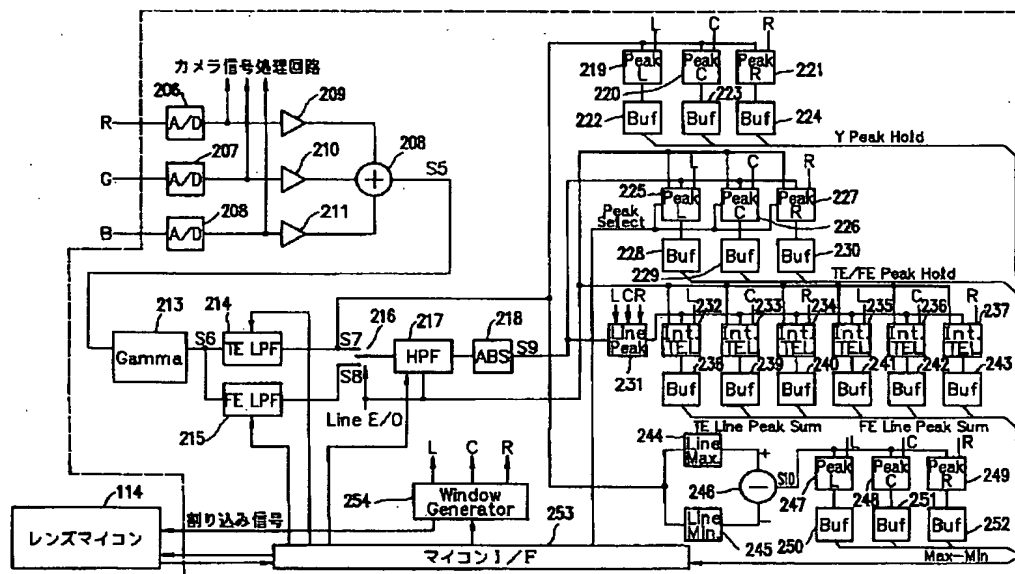 L C R
219 Peak L
220 Peak C
Peak R 221
222 Buf
223 Buf
Buf 224
Y Peak Hold
カメラ信号処理回路
206
R A/D 209
207
G A/D 210
208
S5
208
B A/D 211
L C R
225 Peak L
Peak C 226
Peak R 227
Peak Select
228 Buf
229 Buf
Buf 230
TE/FE Peak Hold
213 Gamma
S6
214 TE LPF
FE LPF 215
S7 216
S8
Line E/O
217 HPF
218 ABS
S9
L C R
Line Peak
231
L C R L C R
232 233 234 235 236 237
Int. TEL
Int. TEL
Int. TEL
238 239 240 241 242 243
Buf Buf Buf Buf Buf Buf
TE Line Peak Sum
FE Line Peak Sum
244 Line Max.
246
S10
Line Min. 245
L C R
247 Peak L
248 Peak C
Peak R 249
250 Buf
251 Buf
Buf 252
Max-Min
L C R
254 Window Generator
114 レンズマイコン
割り込み信号
253
マイコン I/F